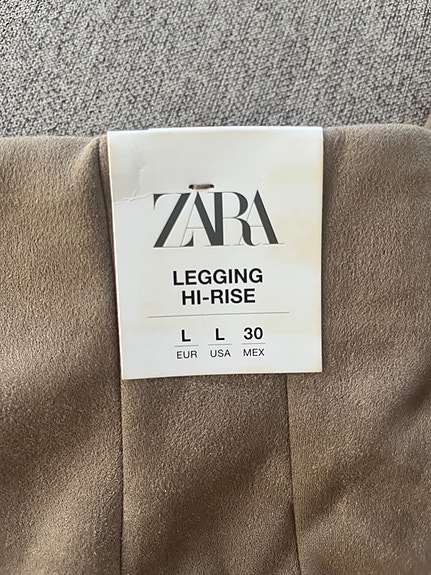 ZARA
LEGGING
HI-RISE
L L 30
EUR USA MEX